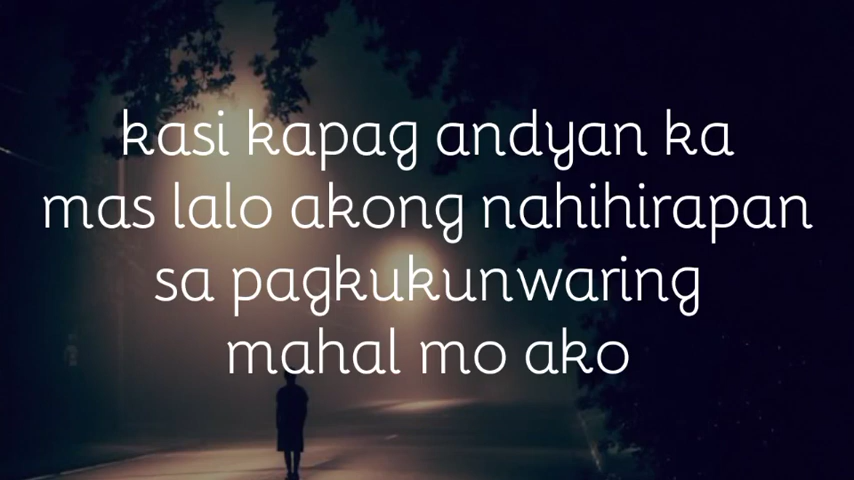 kasi kapag andyan ka
mas lalo akong nahihirapan
sa pagkukunwaring
mahal mo ako